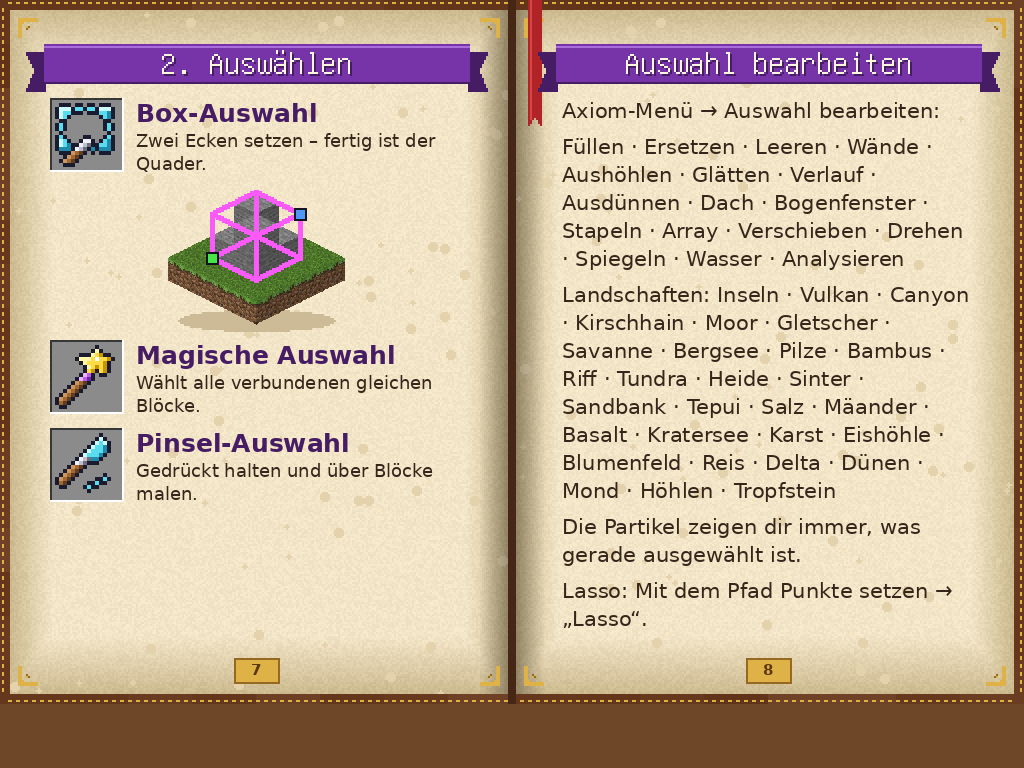 2. Auswählen
Box-Auswahl
Zwei Ecken setzen – fertig ist der
Quader.
Magische Auswahl
Wählt alle verbundenen gleichen
Blöcke.
Pinsel-Auswahl
Gedrückt halten und über Blöcke
malen.
7
Auswahl bearbeiten
Axiom-Menü → Auswahl bearbeiten:
Füllen · Ersetzen · Leeren · Wände ·
Aushöhlen · Glätten · Verlauf ·
Ausdünnen · Dach · Bogenfenster ·
Stapeln · Array · Verschieben · Drehen
· Spiegeln · Wasser · Analysieren
Landschaften: Inseln · Vulkan · Canyon
· Kirschhain · Moor · Gletscher ·
Savanne · Bergsee · Pilze · Bambus ·
Riff · Tundra · Heide · Sinter ·
Sandbank · Tepui · Salz · Mäander ·
Basalt · Kratersee · Karst · Eishöhle ·
Blumenfeld · Reis · Delta · Dünen ·
Mond · Höhlen · Tropfstein
Die Partikel zeigen dir immer, was
gerade ausgewählt ist.
Lasso: Mit dem Pfad Punkte setzen →
„Lasso“.
8